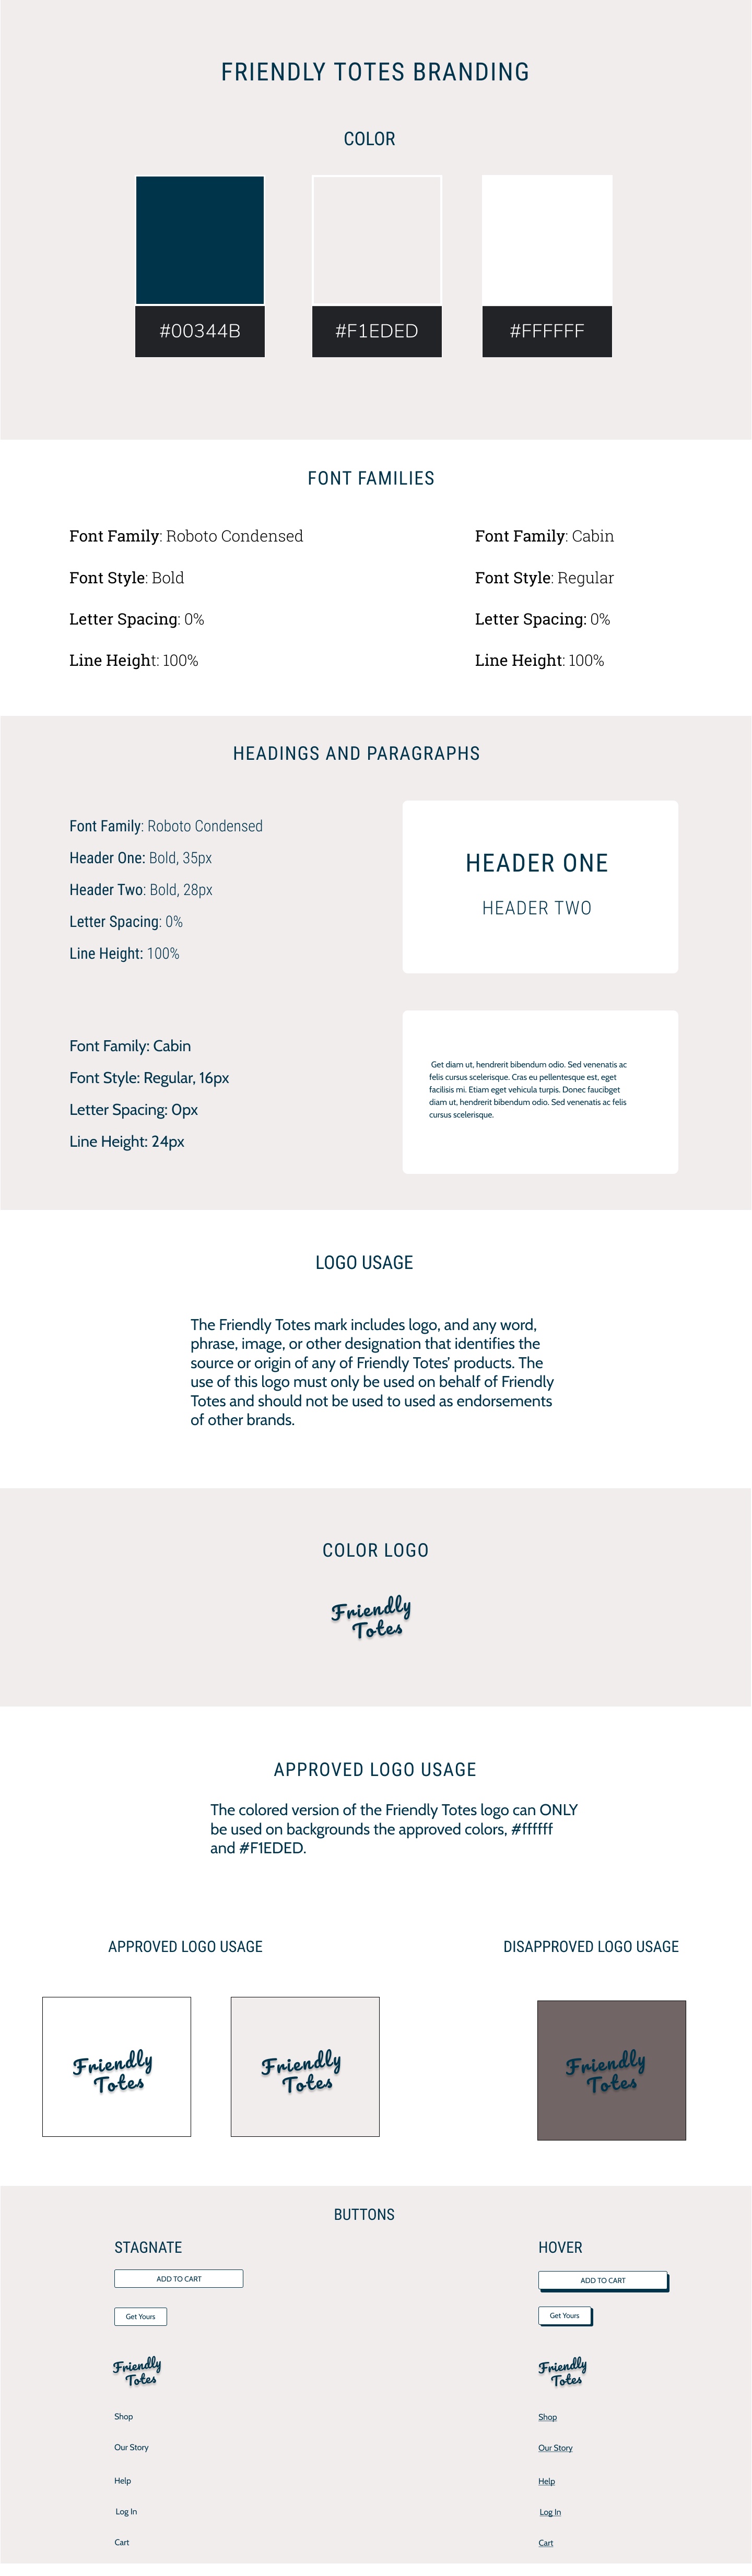 FRIENDLY TOTES BRANDING
COLOR
#00344B
#F1EDED
#FFFFFF
FONT FAMILIES
Font Family: Roboto Condensed
Font Style: Bold
Letter Spacing: 0%
Line Height: 100%
Font Family: Cabin
Font Style: Regular
Letter Spacing: 0%
Line Height: 100%
HEADINGS AND PARAGRAPHS
Font Family: Roboto Condensed
Header One: Bold, 35px
Header Two: Bold, 28px
Letter Spacing: 0%
Line Height: 100%
HEADER ONE
HEADER TWO
Font Family: Cabin
Font Style: Regular, 16px
Letter Spacing: 0px
Line Height: 24px
Get diam ut, hendrerit bibendum odio. Sed venenatis ac
felis cursus scelerisque. Cras eu pellentesque est, eget
facilisis mi. Etiam eget vehicula turpis. Donec faucibget
diam ut, hendrerit bibendum odio. Sed venenatis ac felis
cursus scelerisque.
LOGO USAGE
The Friendly Totes mark includes logo, and any word,
phrase, image, or other designation that identifies the
source or origin of any of Friendly Totes' products. The
use of this logo must only be used on behalf of Friendly
Totes and should not be used to used as endorsements
of other brands.
COLOR LOGO
Friendly
Totes
APPROVED LOGO USAGE
The colored version of the Friendly Totes logo can ONLY
be used on backgrounds the approved colors, #ffffff
and #F1EDED.
APPROVED LOGO USAGE
Friendly
Totes
Friendly
Totes
DISAPPROVED LOGO USAGE
Friendly
Totes
BUTTONS
STAGNATE
ADD TO CART
Get Yours
Friendly
Totes
Shop
Our Story
Help
Log In
Cart
HOVER
ADD TO CART
Get Yours
Friendly
Totes
Shop
Our Story
Help
Log In
Cart